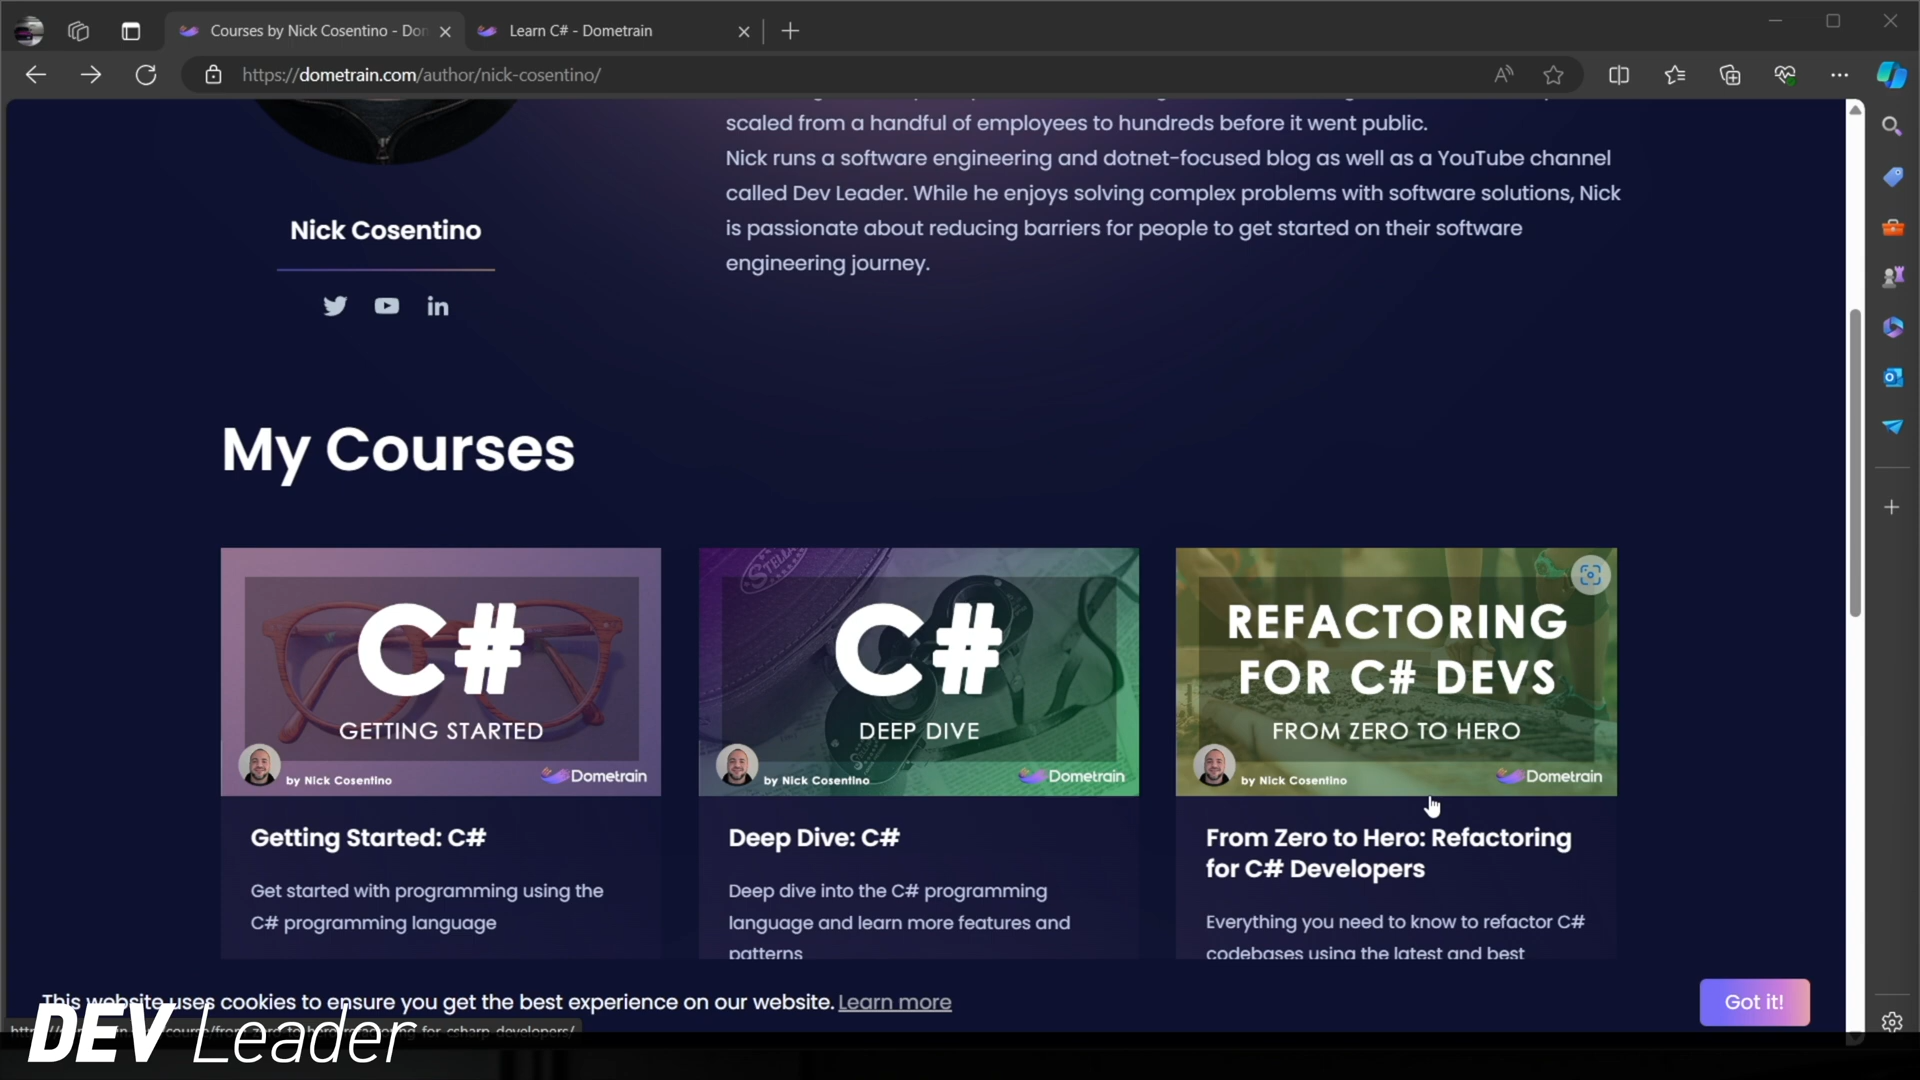 Courses by Nick Cosentino - Don
Learn C# - Dometrain
https://dometrain.com/author/nick-cosentino/
scaled from a handful of employees to hundreds before it went public.
Nick runs a software engineering and dotnet-focused blog as well as a YouTube channel
called Dev Leader. While he enjoys solving complex problems with software solutions, Nick
is passionate about reducing barriers for people to get started on their software
engineering journey.
Nick Cosentino
My Courses
C#
GETTING STARTED
by Nick Cosentino
Dometrain
STELLA
C#
DEEP DIVE
by Nick Cosentino
Dometrain
REFACTORING
FOR C# DEVS
FROM ZERO TO HERO
by Nick Cosentino
Dometrain
Getting Started: C#
Get started with programming using the
C# programming language
Deep Dive: C#
Deep dive into the C# programming
language and learn more features and
patterns
From Zero to Hero: Refactoring
for C# Developers
Everything you need to know to refactor C#
codebases using the latest and best
This website uses cookies to ensure you get the best experience on our website. Learn more
Got it!
DEV Leader